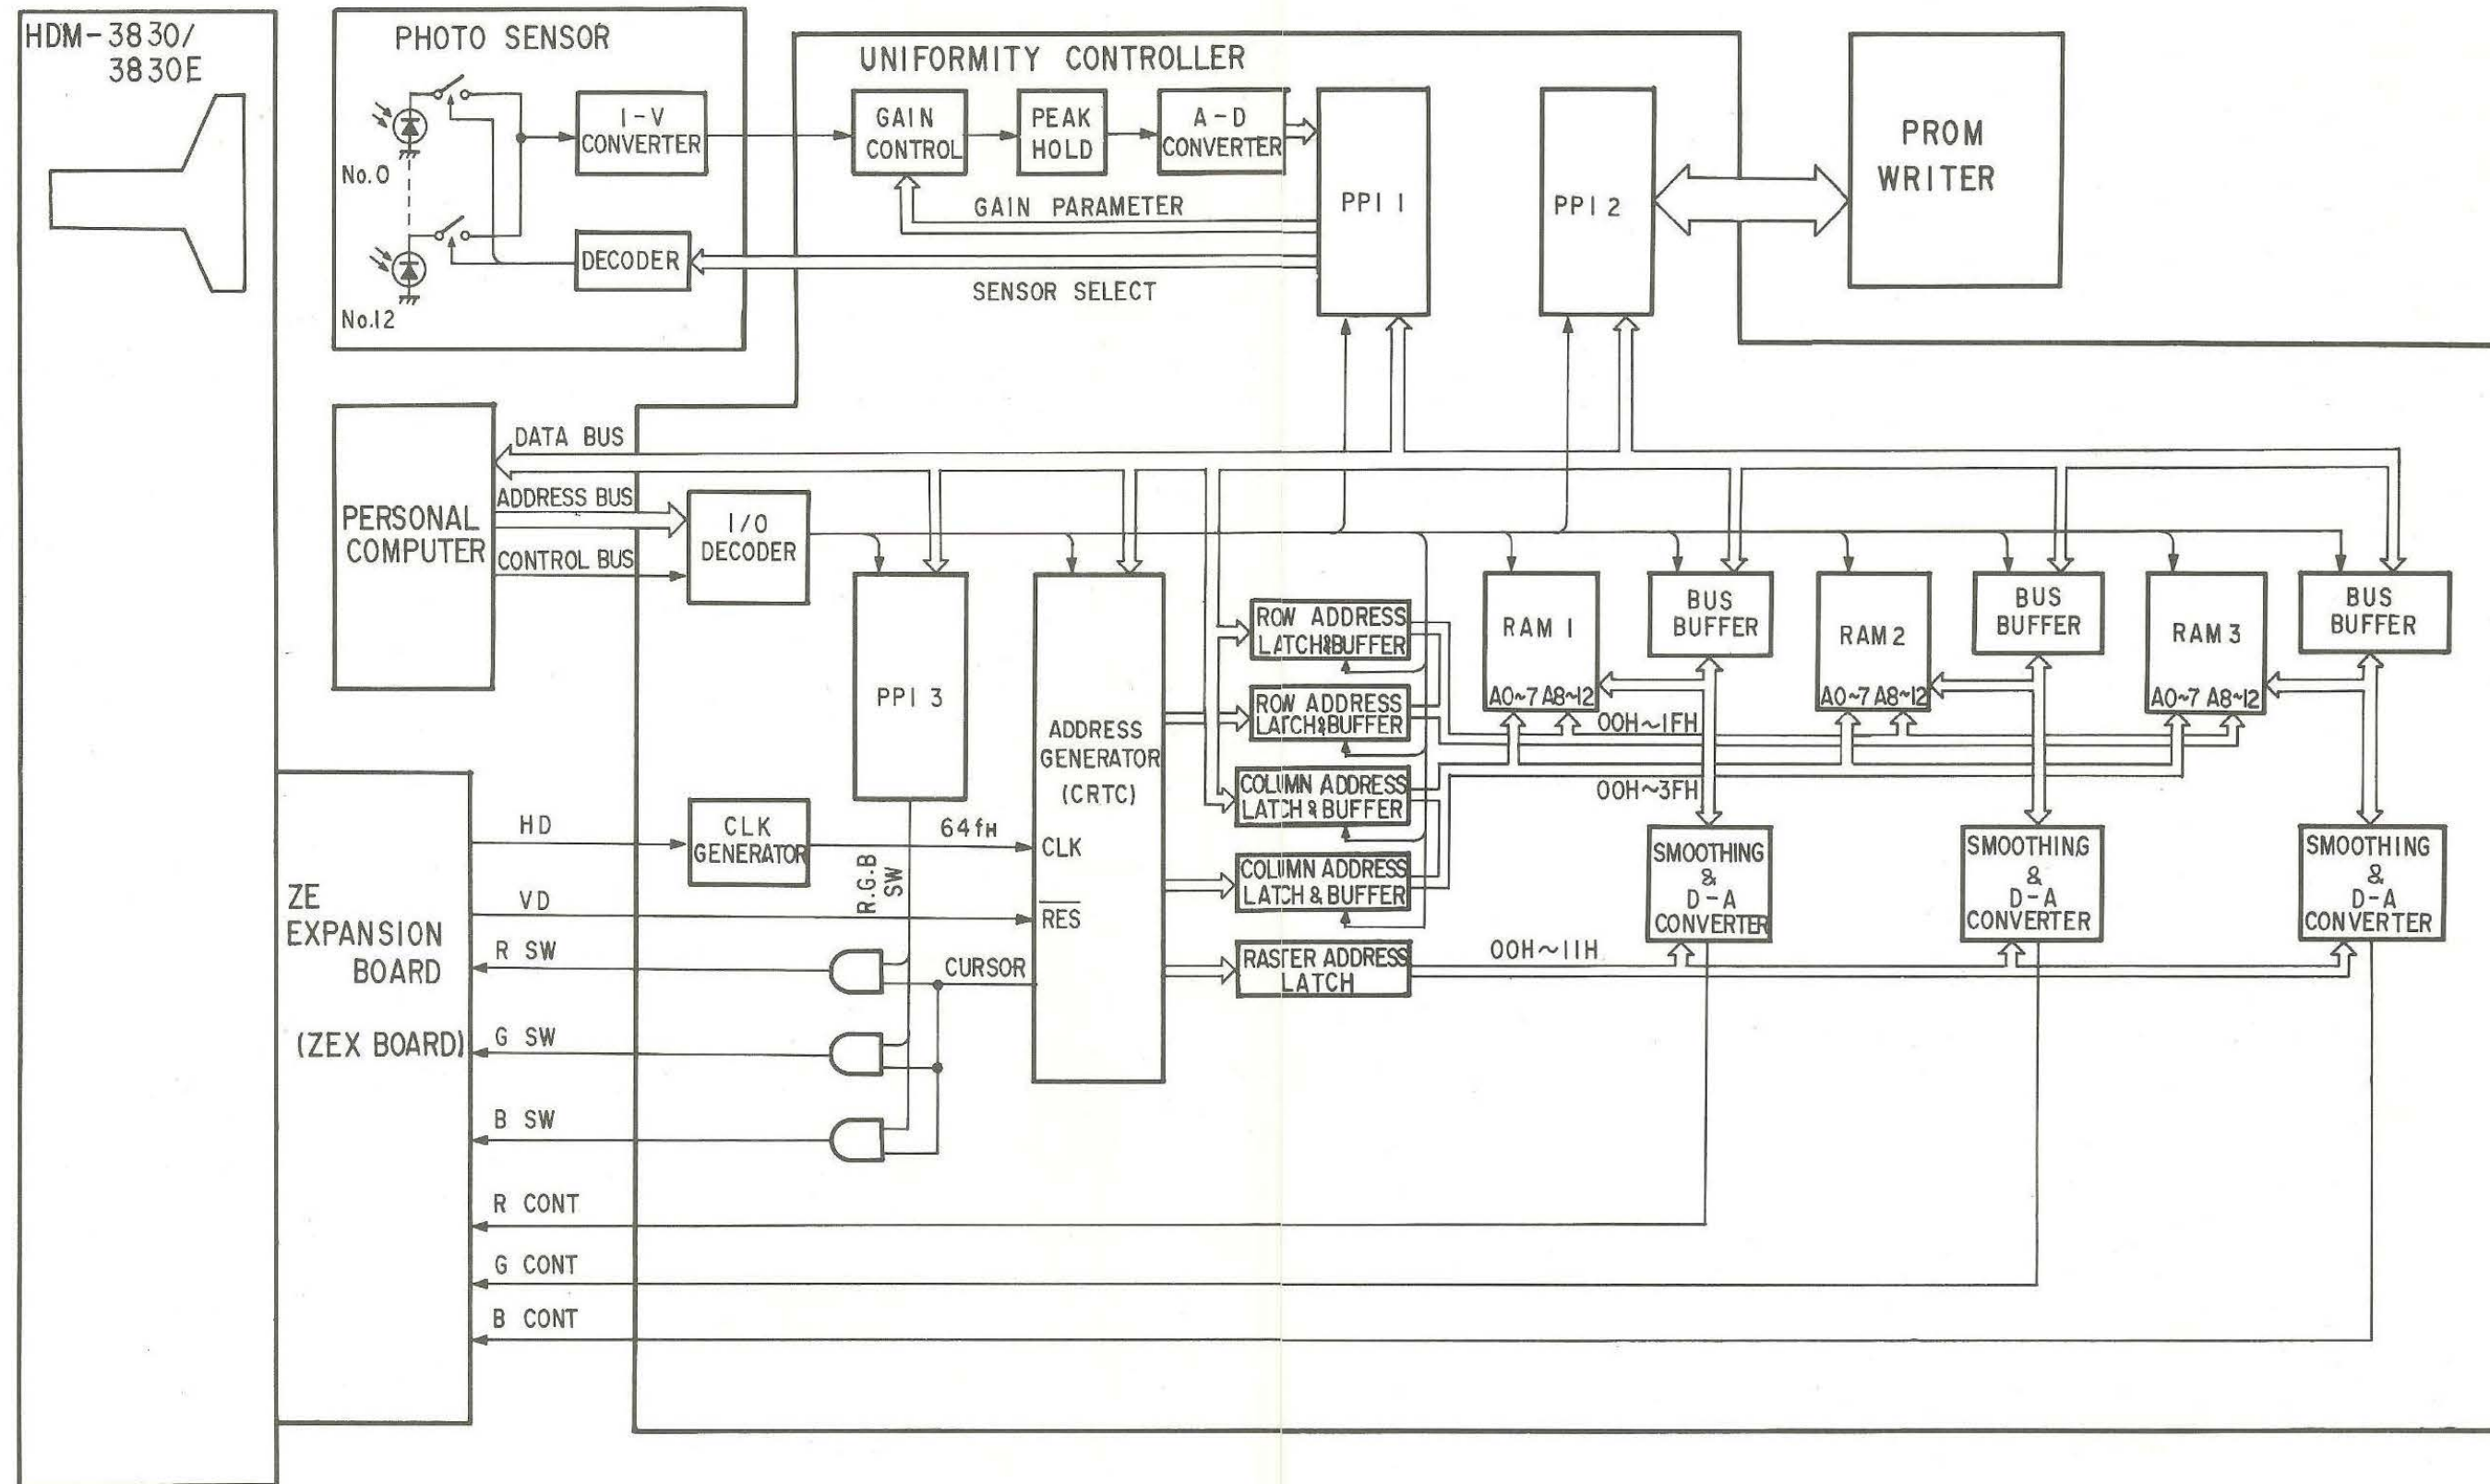 HDM-3830/
3830E
PHOTO SENSOR
No.0
No.12
I-V
CONVERTER
DECODER
UNIFORMITY CONTROLLER
GAIN
CONTROL
PEAK
HOLD
A-D
CONVERTER
GAIN PARAMETER
SENSOR SELECT
PPI 1
PPI 2
PROM
WRITER
PERSONAL
COMPUTER
DATA BUS
ADDRESS BUS
CONTROL BUS
I/O
DECODER
PPI 3
ADDRESS
GENERATOR
(CRTC)
CLK
RES
CURSOR
ROW ADDRESS
LATCH&BUFFER
ROW ADDRESS
LATCH&BUFFER
COLUMN ADDRESS
LATCH & BUFFER
COLUMN ADDRESS
LATCH & BUFFER
RASTER ADDRESS
LATCH
RAM 1
A0~7 A8~12
BUS
BUFFER
RAM 2
A0~7 A8~12
BUS
BUFFER
RAM 3
A0~7 A8~12
BUS
BUFFER
00H~1FH
00H~3FH
00H~11H
SMOOTHING
&
D-A
CONVERTER
SMOOTHING
&
D-A
CONVERTER
SMOOTHING
&
D-A
CONVERTER
ZE
EXPANSION
BOARD
(ZEX BOARD)
HD
CLK
GENERATOR
64fH
R.G.B
SW
VD
R SW
G SW
B SW
R CONT
G CONT
B CONT